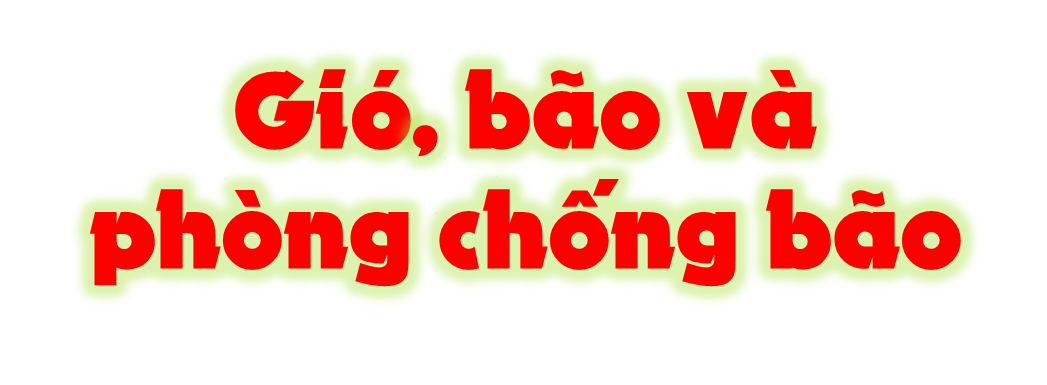 Gió, bão và
phòng chống bão